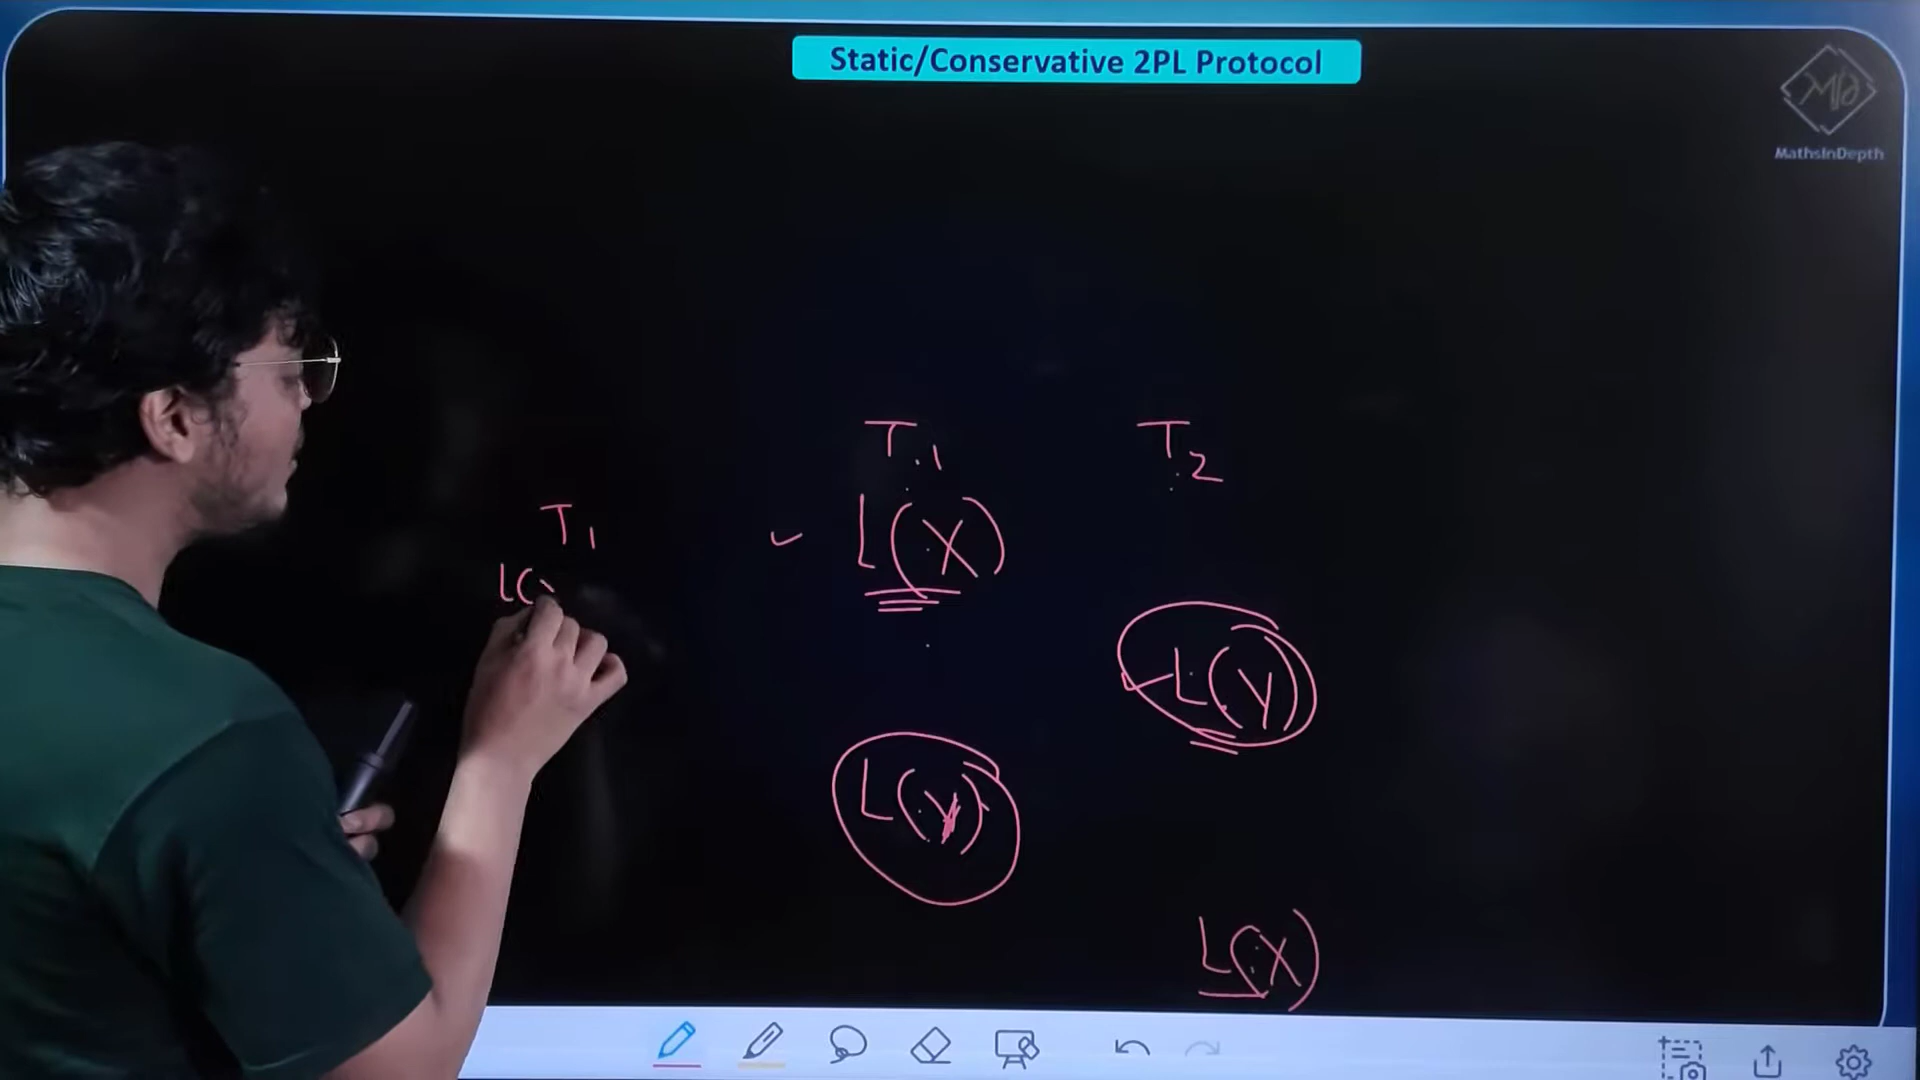 Static/Conservative 2PL Protocol
MathsInDepth
T1 T2
L(X)
T1
L(
L(Y)
L(Y)
L(X)